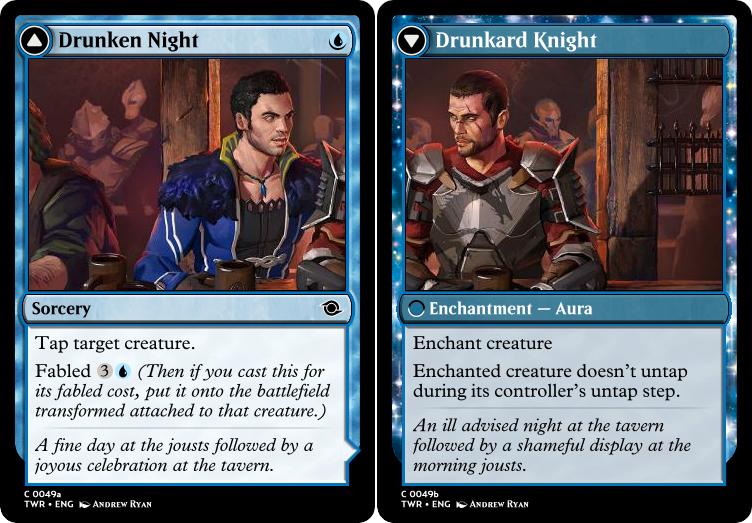 Drunken Night
Sorcery
Tap target creature.
Fabled 3 (Then if you cast this for
its fabled cost, put it onto the battlefield
transformed attached to that creature.)
A fine day at the jousts followed by a
joyous celebration at the tavern.
C 0049a
TWR • ENG Andrew Ryan
Drunkard Knight
Enchantment — Aura
Enchant creature
Enchanted creature doesn't untap
during its controller's untap step.
An ill advised night at the tavern
followed by a shameful display at the
morning jousts.
C 0049b
TWR • ENG Andrew Ryan